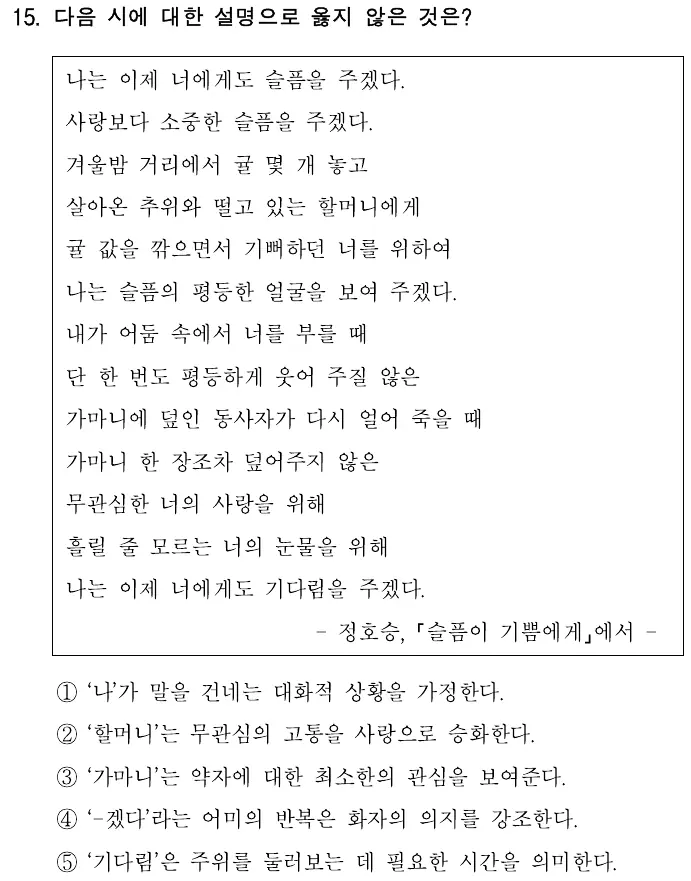 15. 다음 시에 대한 설명으로 옳지 않은 것은?
나는 이제 너에게도 슬픔을 주겠다.
사랑보다 소중한 슬픔을 주겠다.
겨울밤 거리에서 귤 몇 개 놓고
살아온 추위와 떨고 있는 할머니에게
귤 값을 깎으면서 기뻐하던 너를 위하여
나는 슬픔의 평등한 얼굴을 보여 주겠다.
내가 어둠 속에서 너를 부를 때
단 한 번도 평등하게 웃어 주질 않은
가마니에 덮인 동사자가 다시 얼어 죽을 때
가마니 한 장조차 덮어주지 않은
무관심한 너의 사랑을 위해
흘릴 줄 모르는 너의 눈물을 위해
나는 이제 너에게도 기다림을 주겠다.
- 정호승, 「슬픔이 기쁨에게」에서 -
① ‘나’가 말을 건네는 대화적 상황을 가정한다.
② ‘할머니’는 무관심의 고통을 사랑으로 승화한다.
③ ‘가마니’는 약자에 대한 최소한의 관심을 보여준다.
④ ‘-겠다’라는 어미의 반복은 화자의 의지를 강조한다.
⑤ ‘기다림’은 주위를 둘러보는 데 필요한 시간을 의미한다.